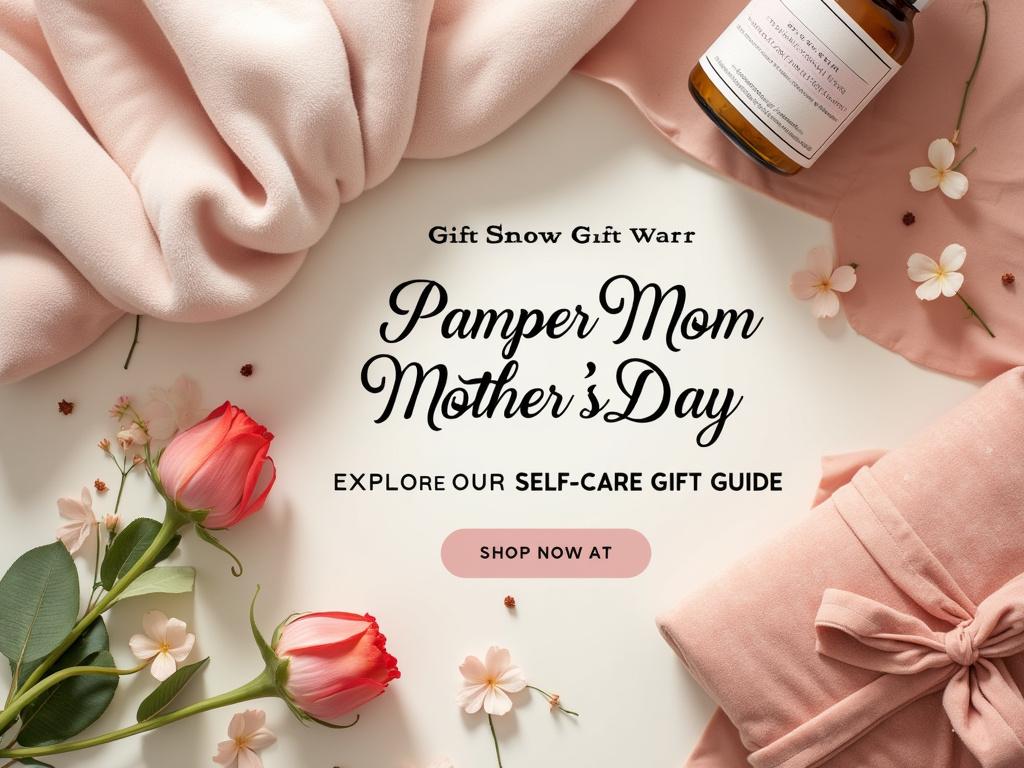 Gift Snow Gift Warr
Pamper Mom
Mother's Day
EXPLORE OUR SELF-CARE GIFT GUIDE
SHOP NOW AT